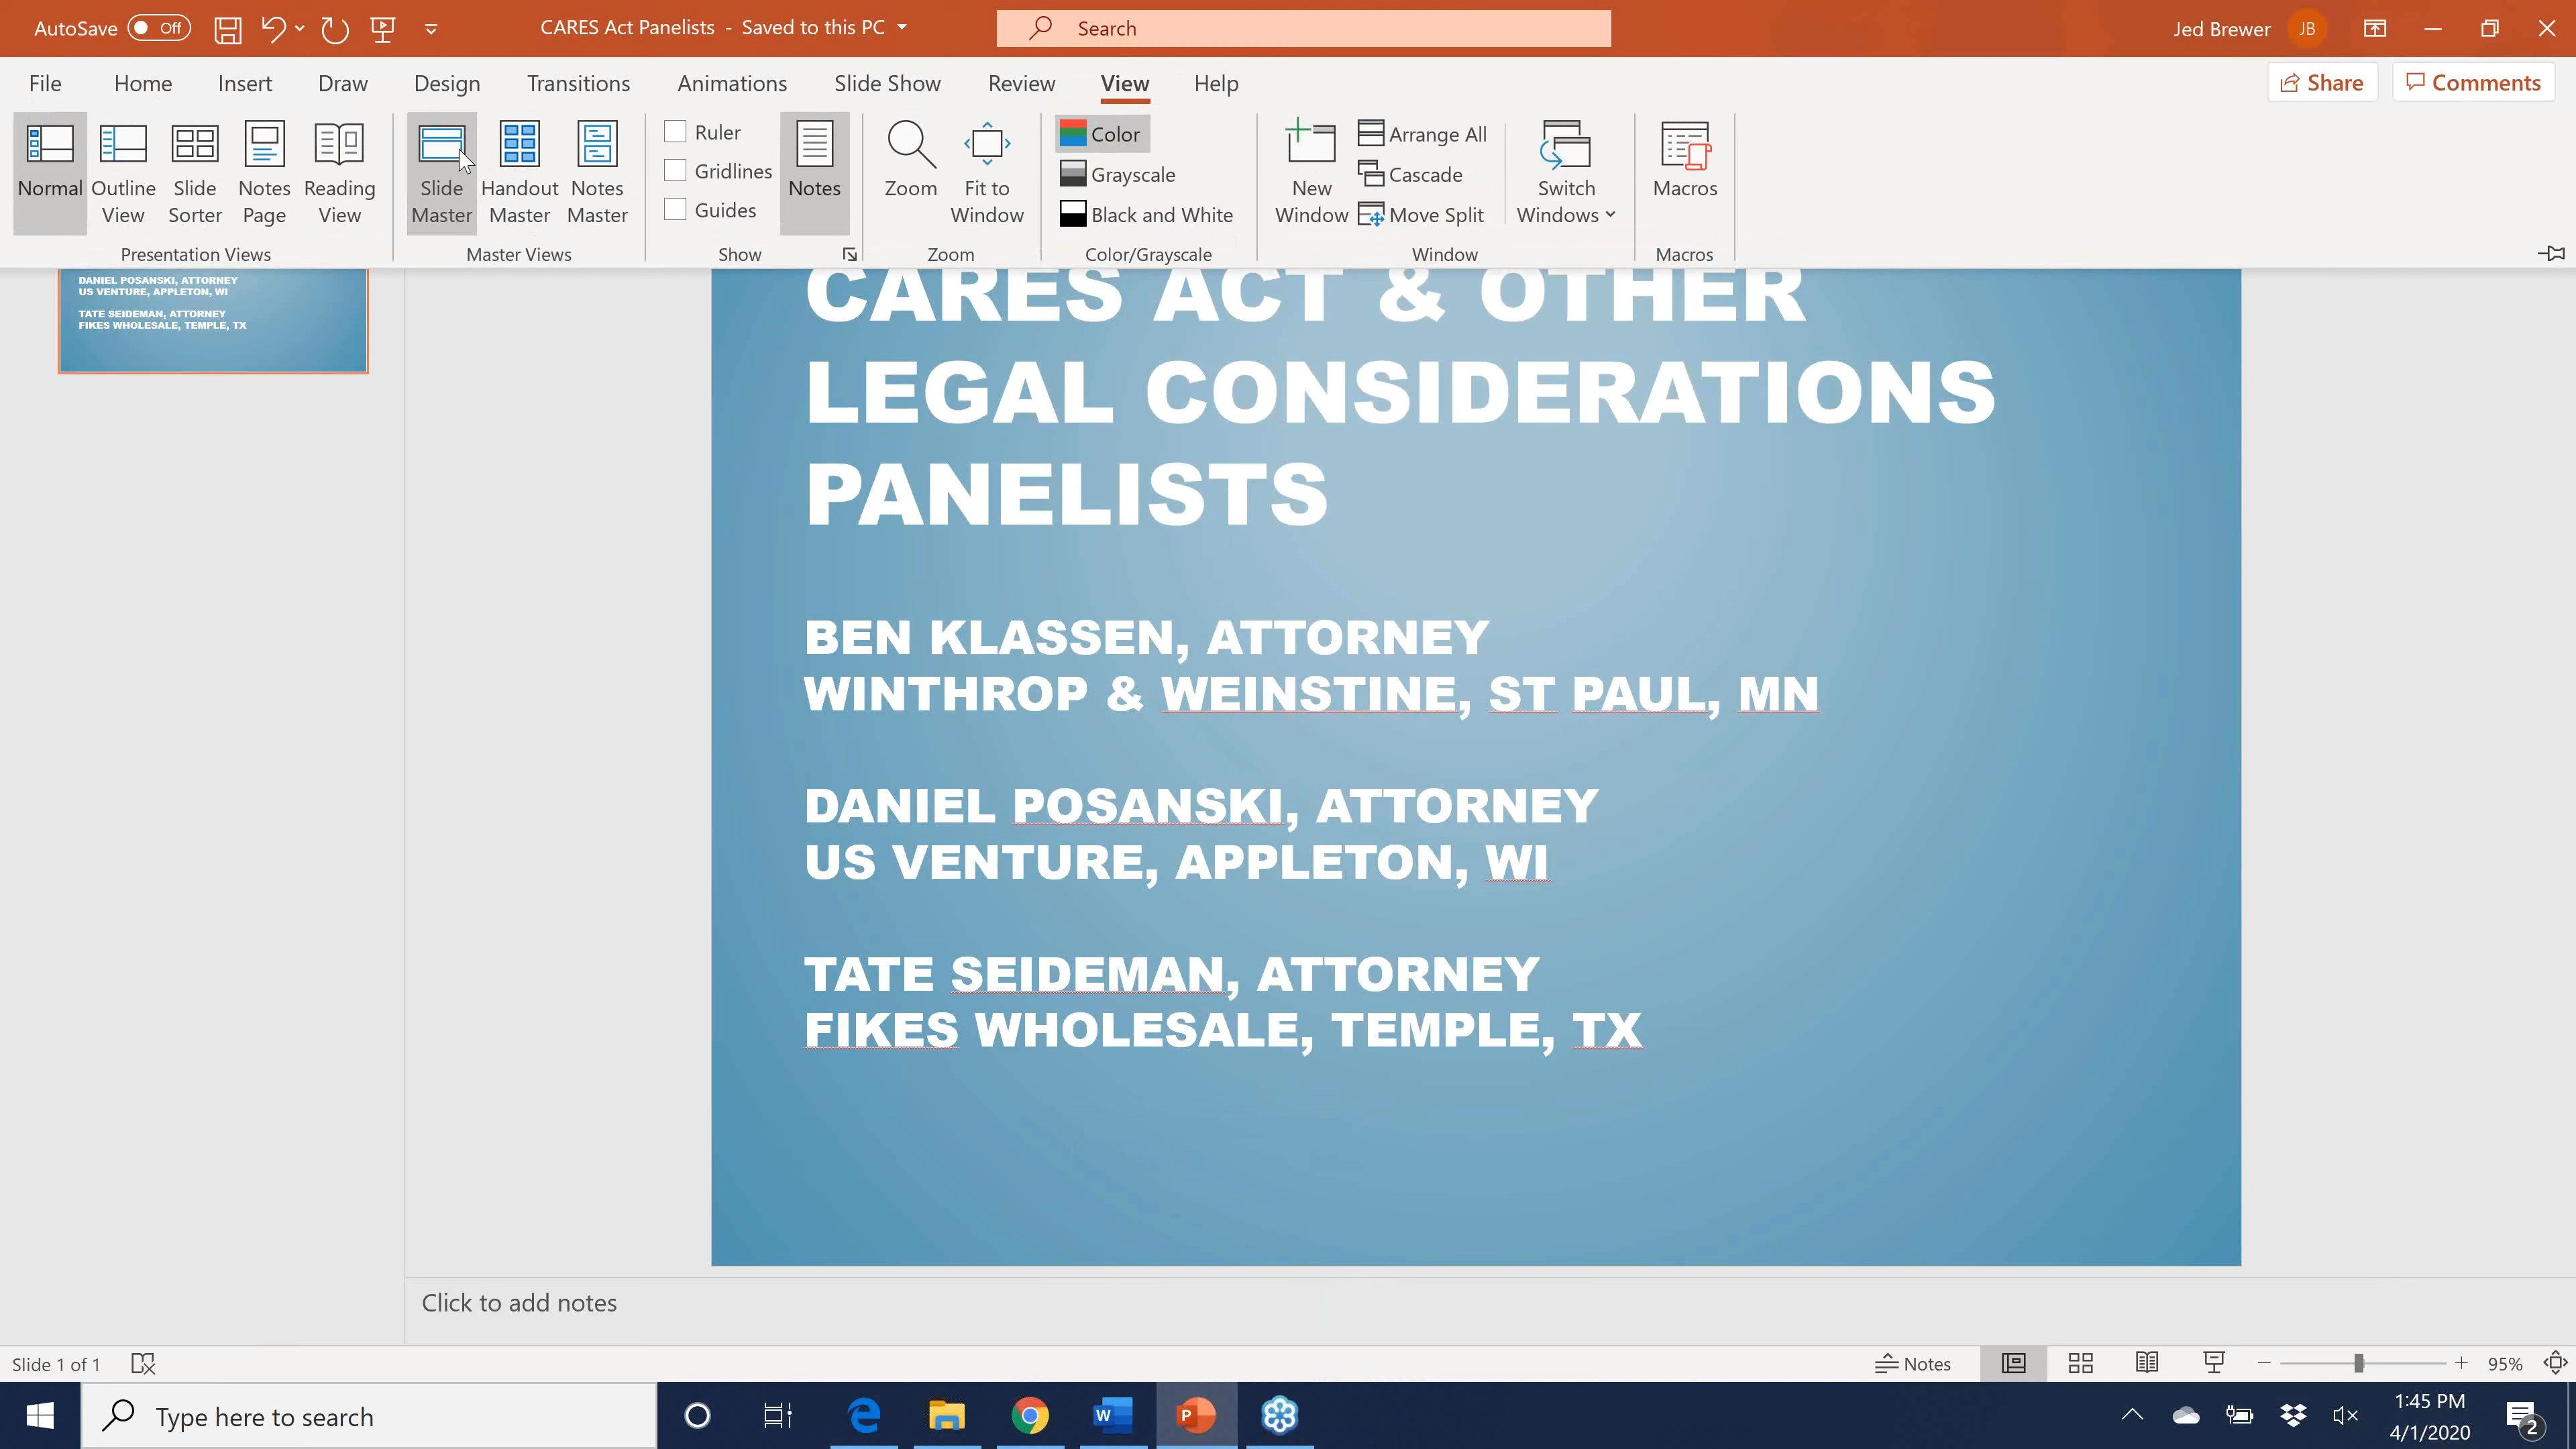 AutoSave Off
CARES Act Panelists - Saved to this PC
Search
Jed Brewer JB
File Home Insert Draw Design Transitions Animations Slide Show Review View Help
Share Comments
Normal
Outline View
Slide Sorter
Notes Page
Reading View
Presentation Views
Slide Master
Handout Master
Notes Master
Master Views
Ruler
Gridlines
Guides
Notes
Show
Zoom
Fit to Window
Zoom
Color
Grayscale
Black and White
Color/Grayscale
New Window
Arrange All
Cascade
Move Split
Switch Windows
Window
Macros
Macros
DANIEL POSANSKI, ATTORNEY
US VENTURE, APPLETON, WI
TATE SEIDEMAN, ATTORNEY
FIKES WHOLESALE, TEMPLE, TX
CARES ACT & OTHER
LEGAL CONSIDERATIONS
PANELISTS
BEN KLASSEN, ATTORNEY
WINTHROP & WEINSTINE, ST PAUL, MN
DANIEL POSANSKI, ATTORNEY
US VENTURE, APPLETON, WI
TATE SEIDEMAN, ATTORNEY
FIKES WHOLESALE, TEMPLE, TX
Click to add notes
Slide 1 of 1
Notes
95%
Type here to search
1:45 PM
4/1/2020
2